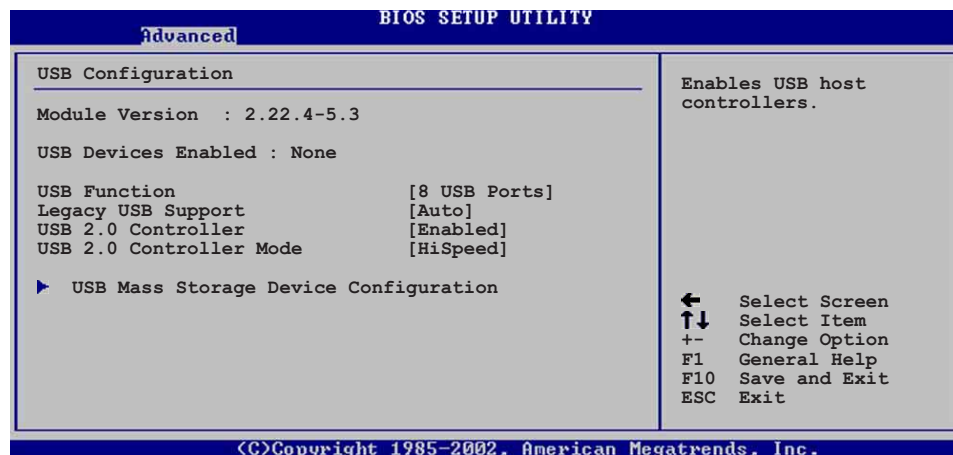 BIOS SETUP UTILITY
Advanced
USB Configuration
Module Version : 2.22.4-5.3
USB Devices Enabled : None
USB Function [8 USB Ports]
Legacy USB Support [Auto]
USB 2.0 Controller [Enabled]
USB 2.0 Controller Mode [HiSpeed]
USB Mass Storage Device Configuration
Enables USB host
controllers.
Select Screen
Select Item
+- Change Option
F1 General Help
F10 Save and Exit
ESC Exit
(C)Copyright 1985-2002, American Megatrends, Inc.